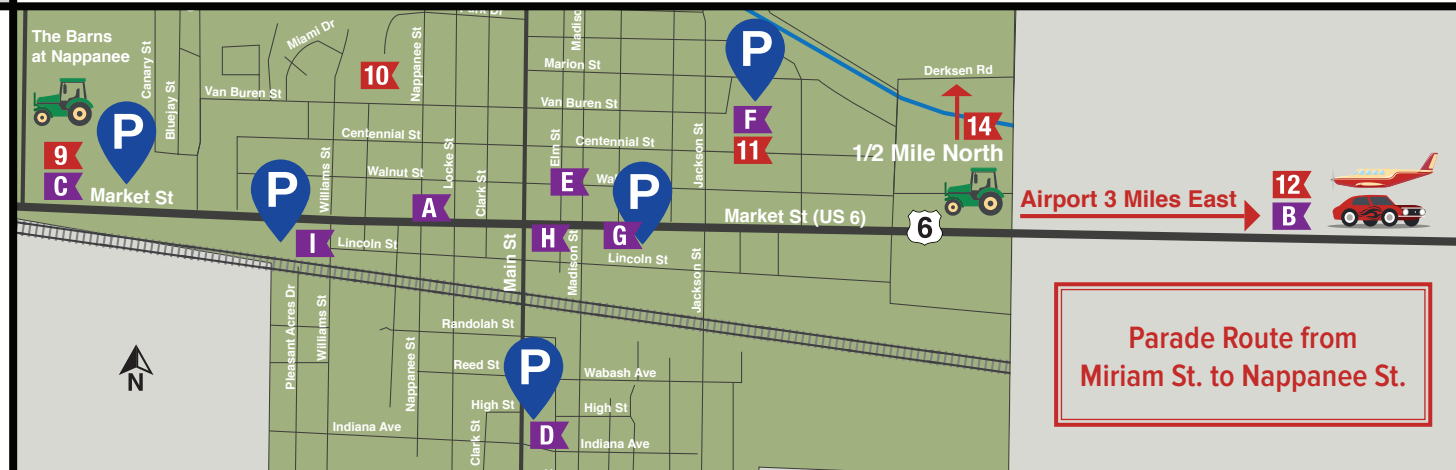 The Barns
at Nappanee
Canary St
Bluejay St
Miami Dr
Nappanee St
10
Van Buren St
Marion St
Van Buren St
P
F
11
Derksen Rd
14
1/2 Mile North
P
9
C
Market St
P
Centennial St
Walnut St
Williams St
Locke St
Clark St
A
Elm St
Centennial St
E
P
Jackson St
Market St (US 6)
6
Airport 3 Miles East
12
B
I
Lincoln St
Main St
H
Madison St
G
Lincoln St
Jackson St
Pleasant Acres Dr
Williams St
Nappanee St
Randolah St
Reed St
P
Wabash Ave
High St
High St
Indiana Ave
Clark St
D
Indiana Ave
N
Parade Route from
Miriam St. to Nappanee St.